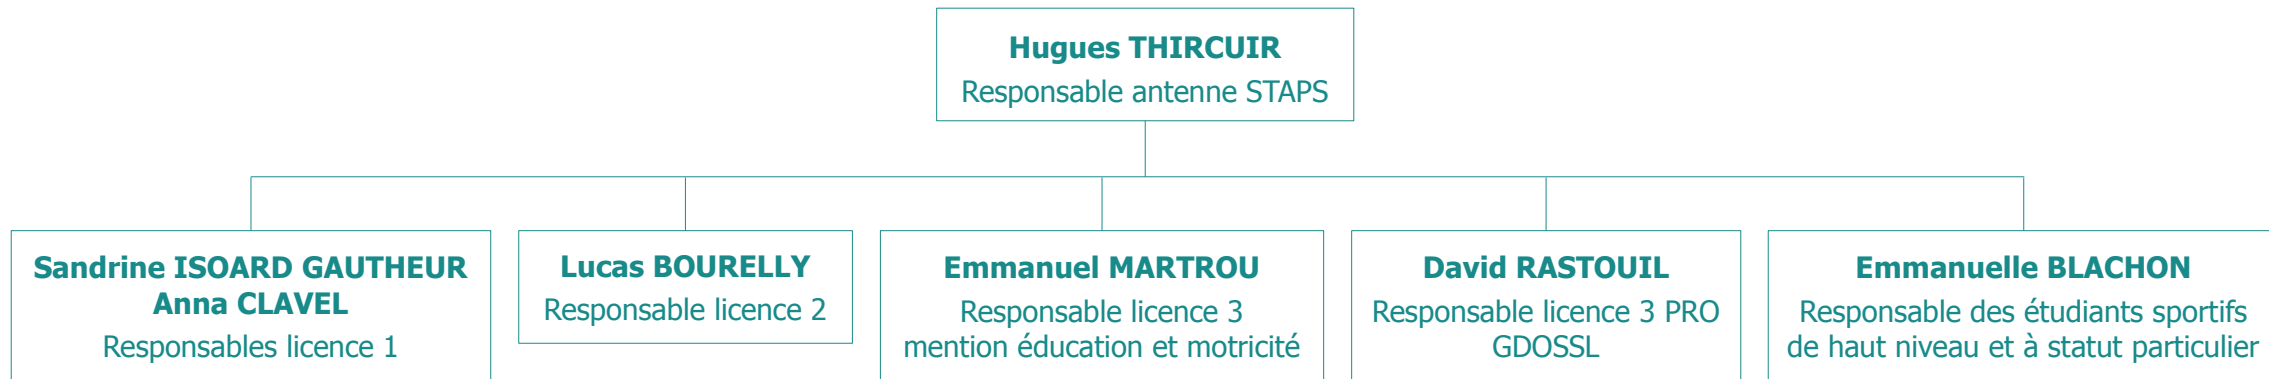 Hugues THIRCUIR
Responsable antenne STAPS
Sandrine ISOARD GAUTHEUR
Anna CLAVEL
Responsables licence 1
Lucas BOURELLY
Responsable licence 2
Emmanuel MARTROU
Responsable licence 3
mention éducation et motricité
David RASTOUIL
Responsable licence 3 PRO
GDOSSL
Emmanuelle BLACHON
Responsable des étudiants sportifs
de haut niveau et à statut particulier